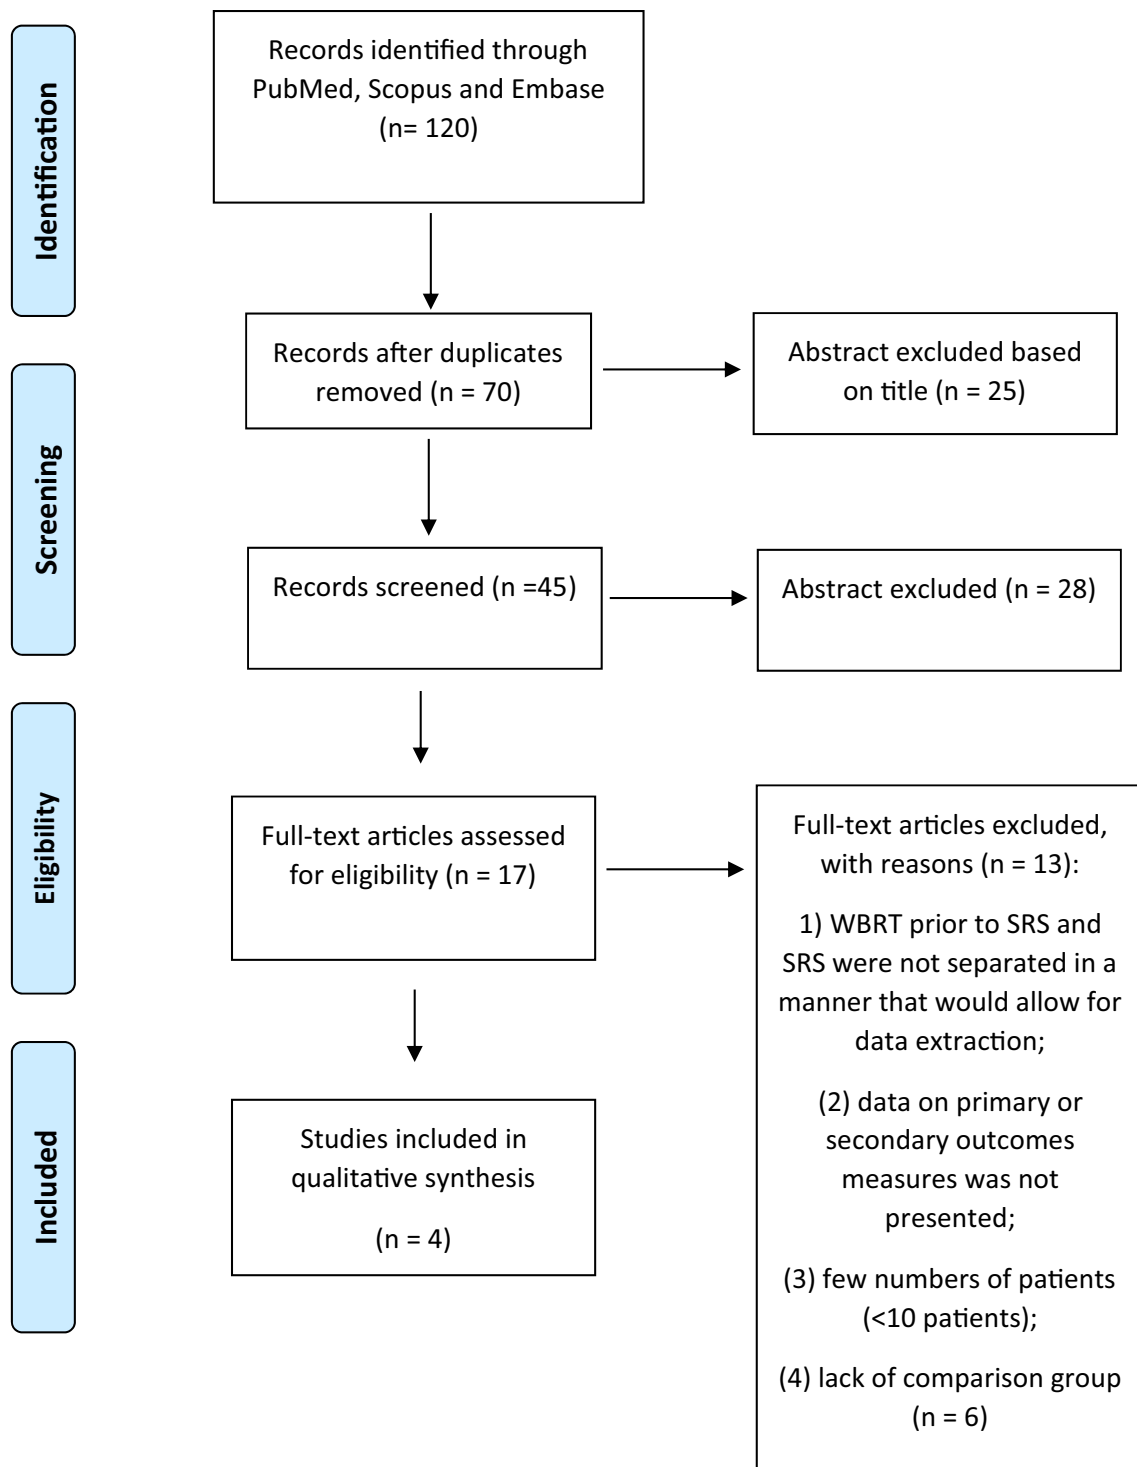 Identification
Records identified through
PubMed, Scopus and Embase
(n= 120)
Screening
Records after duplicates
removed (n = 70)
Abstract excluded based
on title (n = 25)
Records screened (n =45)
Abstract excluded (n = 28)
Eligibility
Full-text articles assessed
for eligibility (n = 17)
Full-text articles excluded,
with reasons (n = 13):
1) WBRT prior to SRS and
SRS were not separated in a
manner that would allow for
data extraction;
(2) data on primary or
secondary outcomes
measures was not
presented;
(3) few numbers of patients
(<10 patients);
(4) lack of comparison group
(n = 6)
Included
Studies included in
qualitative synthesis
(n = 4)